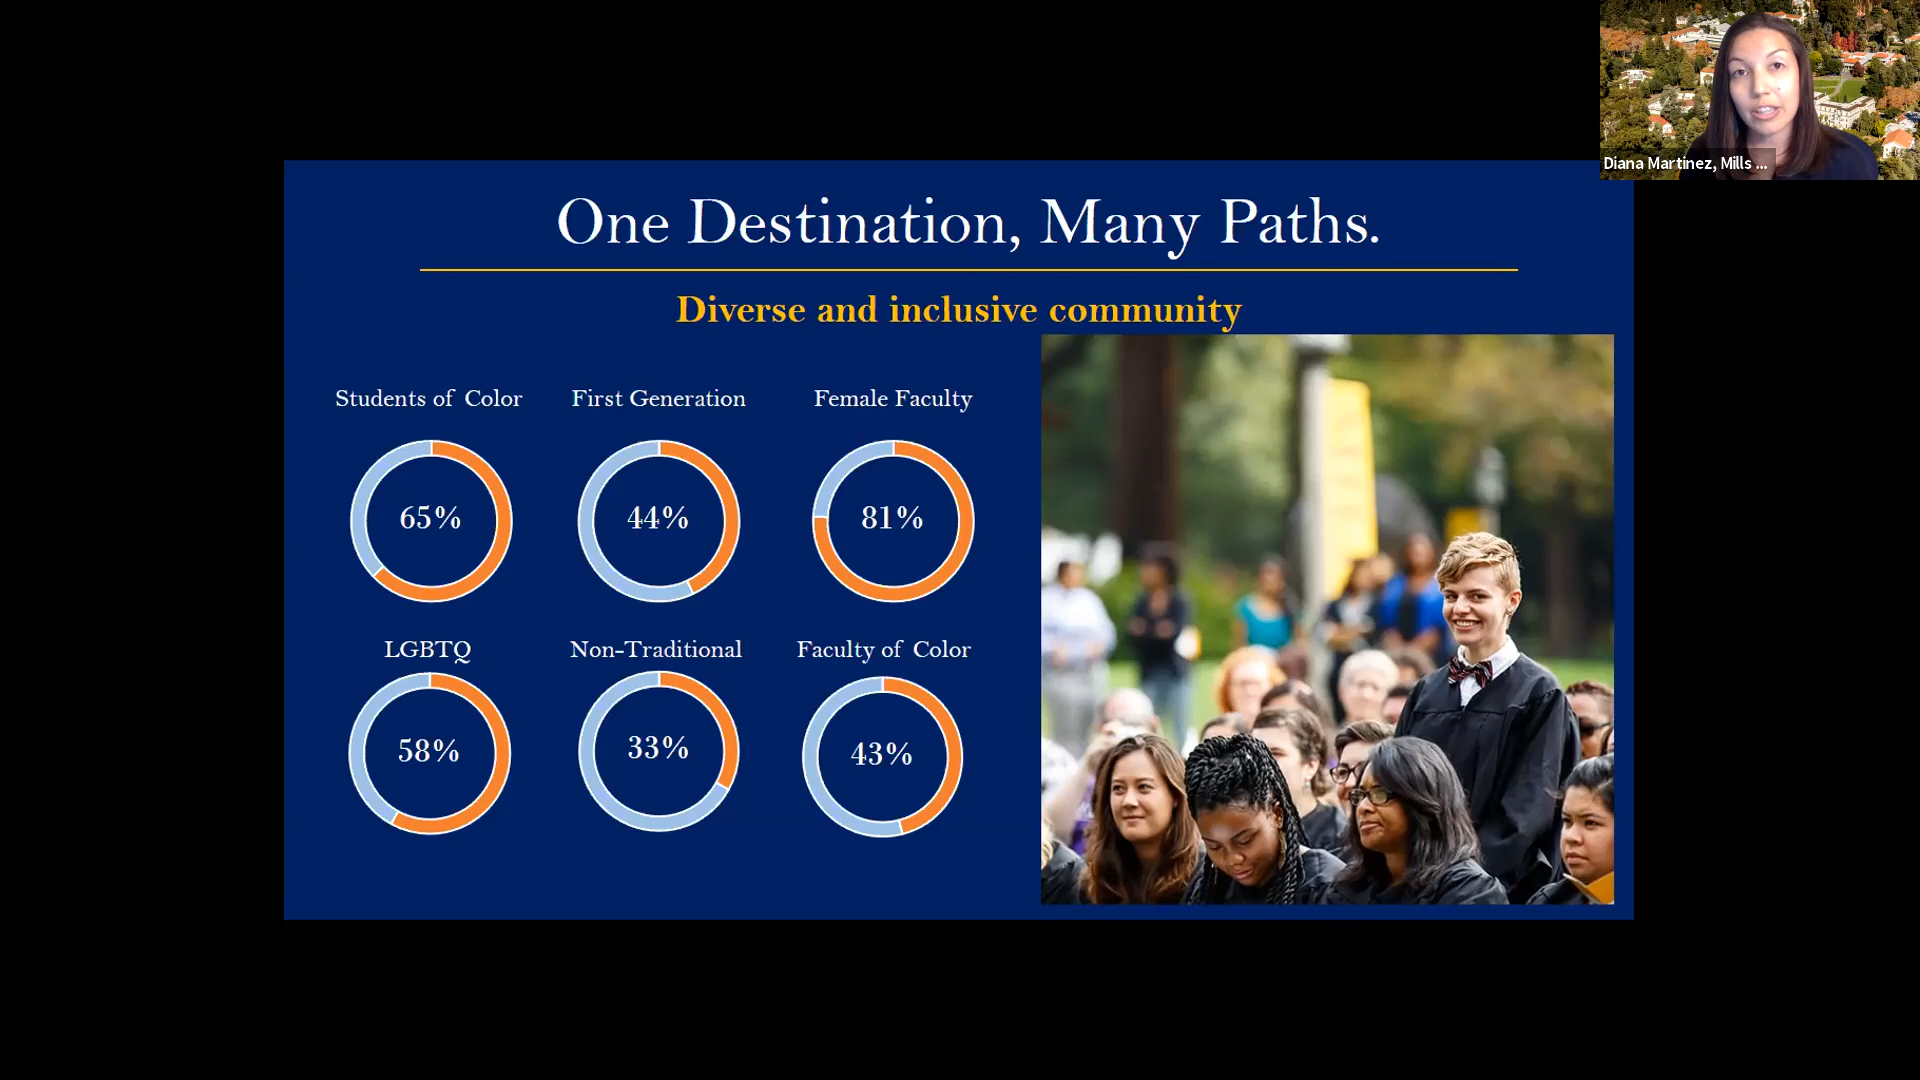 Diana Martinez, Mills ...
One Destination, Many Paths.
Diverse and inclusive community
Students of Color
First Generation
Female Faculty
65%
44%
81%
LGBTQ
Non-Traditional
Faculty of Color
58%
33%
43%